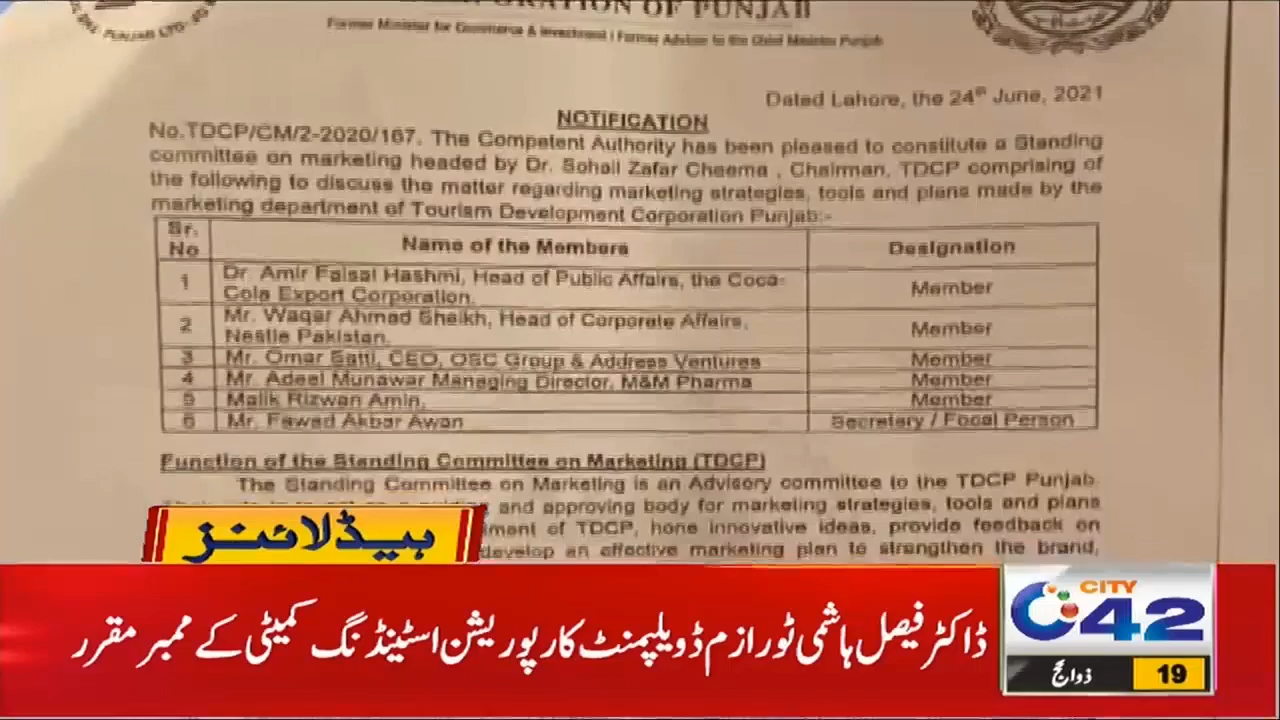 PUNJAB LTD
RATION OF PUNJAB
Former Minister for Commerce & Investment | Former Advisor to the Chief Minister Punjab
Dated Lahore, the 24th June, 2021
NOTIFICATION
No.TDCP/CM/2-2020/167. The Competent Authority has been pleased to constitute a Standing
committee on marketing headed by Dr. Sohail Zafar Cheema , Chairman, TDCP comprising of
the following to discuss the matter regarding marketing strategies, tools and plans made by the
marketing department of Tourism Development Corporation Punjab:-
Sr. No Name of the Members Designation
1 Dr. Amir Faisal Hashmi, Head of Public Affairs, the Coca-
Cola Export Corporation. Member
2 Mr. Waqar Ahmad Sheikh, Head of Corporate Affairs,
Nestle Pakistan. Member
3 Mr. Omar Satti, CEO, OSC Group & Address Ventures Member
4 Mr. Adeel Munawar Managing Director, M&M Pharma Member
5 Malik Rizwan Amin, Member
6 Mr. Fawad Akbar Awan Secretary / Focal Person
Function of the Standing Committee on Marketing (TDCP)
The Standing Committee on Marketing is an Advisory committee to the TDCP Punjab.
and approving body for marketing strategies, tools and plans
ment of TDCP, hone innovative ideas, provide feedback on
develop an effective marketing plan to strengthen the brand,
ہیڈلائنز
ڈاکٹر فیصل ہاشمی ٹورازم ڈویلپمنٹ کارپوریشن اسٹینڈنگ کمیٹی کے ممبر مقرر
CITY
42
19 ذوالحج